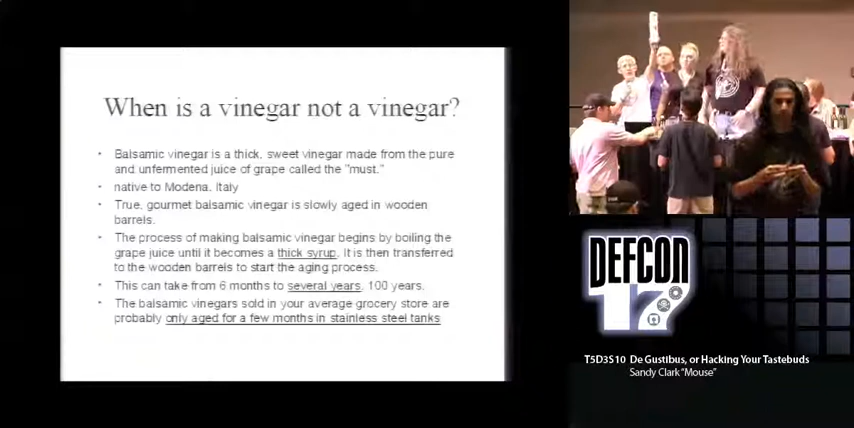 When is a vinegar not a vinegar?
Balsamic vinegar is a thick, sweet vinegar made from the pure
and unfermented juice of grape called the "must."
native to Modena, Italy
True, gourmet balsamic vinegar is slowly aged in wooden
barrels.
The process of making balsamic vinegar begins by boiling the
grape juice until it becomes a thick syrup. It is then transferred
to the wooden barrels to start the aging process.
This can take from 6 months to several years, 100 years.
The balsamic vinegars sold in your average grocery store are
probably only aged for a few months in stainless steel tanks
DEFCON
17
T5D3S10 De Gustibus, or Hacking Your Tastebuds
Sandy Clark "Mouse"